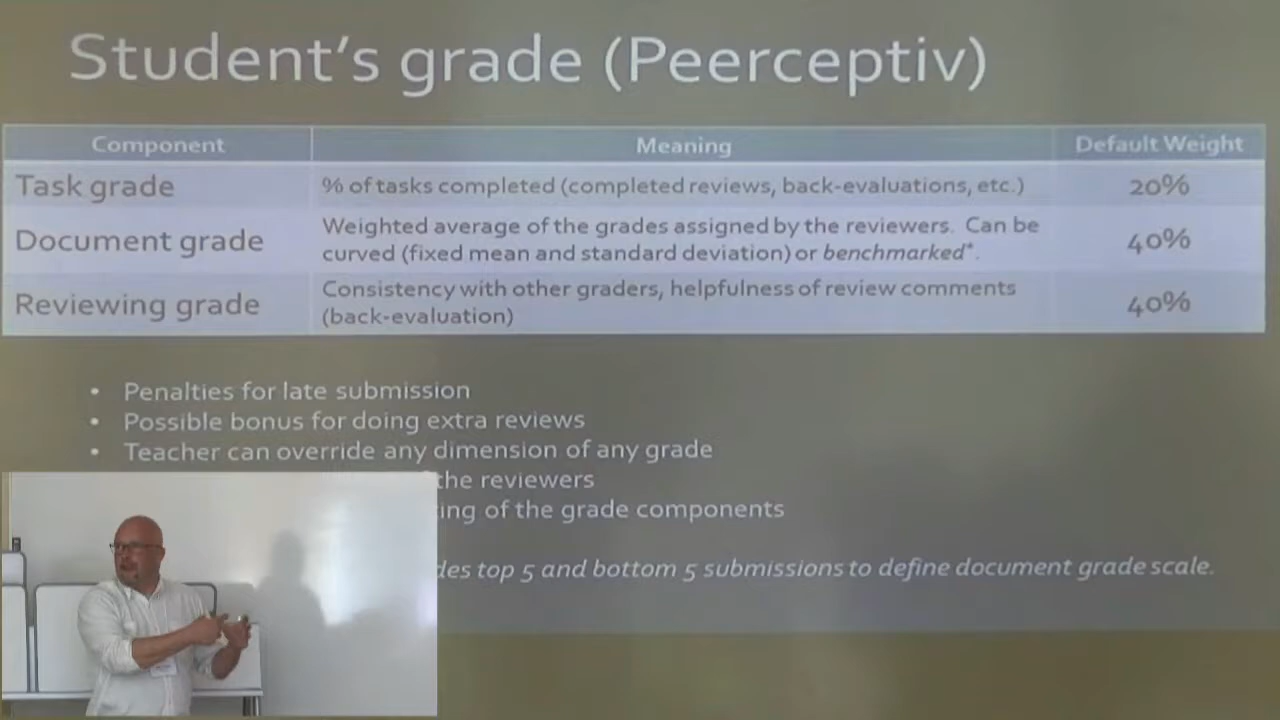 Student's grade (Peerceptiv)
Component Meaning Default Weight
Task grade % of tasks completed (completed reviews, back-evaluations, etc.) 20%
Document grade Weighted average of the grades assigned by the reviewers. Can be
curved (fixed mean and standard deviation) or benchmarked*. 40%
Reviewing grade Consistency with other graders, helpfulness of review comments
(back-evaluation) 40%
• Penalties for late submission
• Possible bonus for doing extra reviews
• Teacher can override any dimension of any grade
the reviewers
of the grade components
top 5 and bottom 5 submissions to define document grade scale.